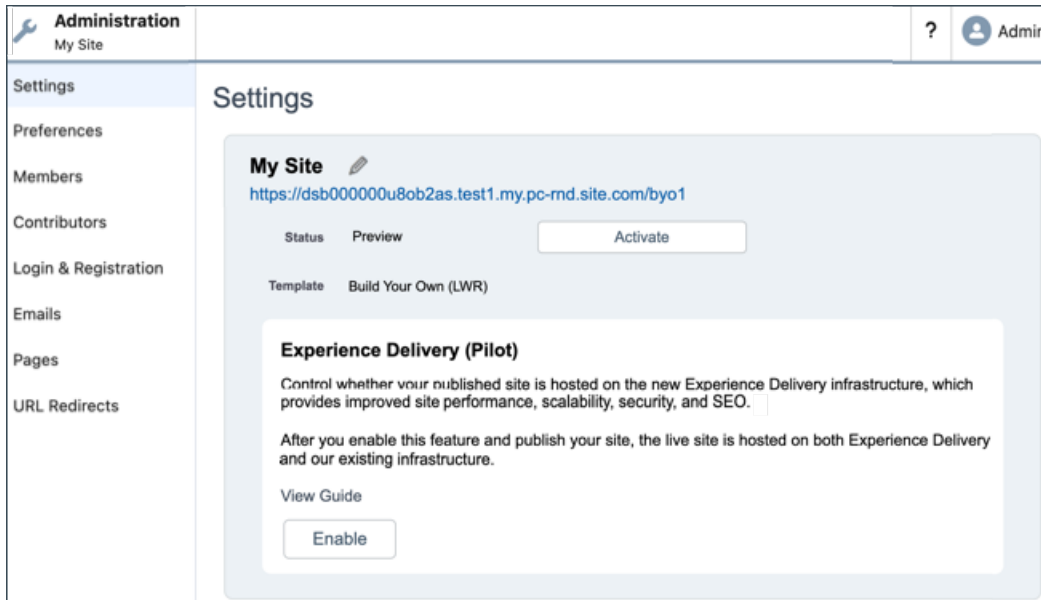 Administration
My Site
?
Settings
Preferences
Members
Contributors
Login & Registration
Emails
Pages
URL Redirects
Settings
My Site
https://dsb000000u8ob2as.test1.my.pc-rnd.site.com/byo1
Status Preview Activate
Template Build Your Own (LWR)
Experience Delivery (Pilot)
Control whether your published site is hosted on the new Experience Delivery infrastructure, which
provides improved site performance, scalability, security, and SEO.
After you enable this feature and publish your site, the live site is hosted on both Experience Delivery
and our existing infrastructure.
View Guide
Enable